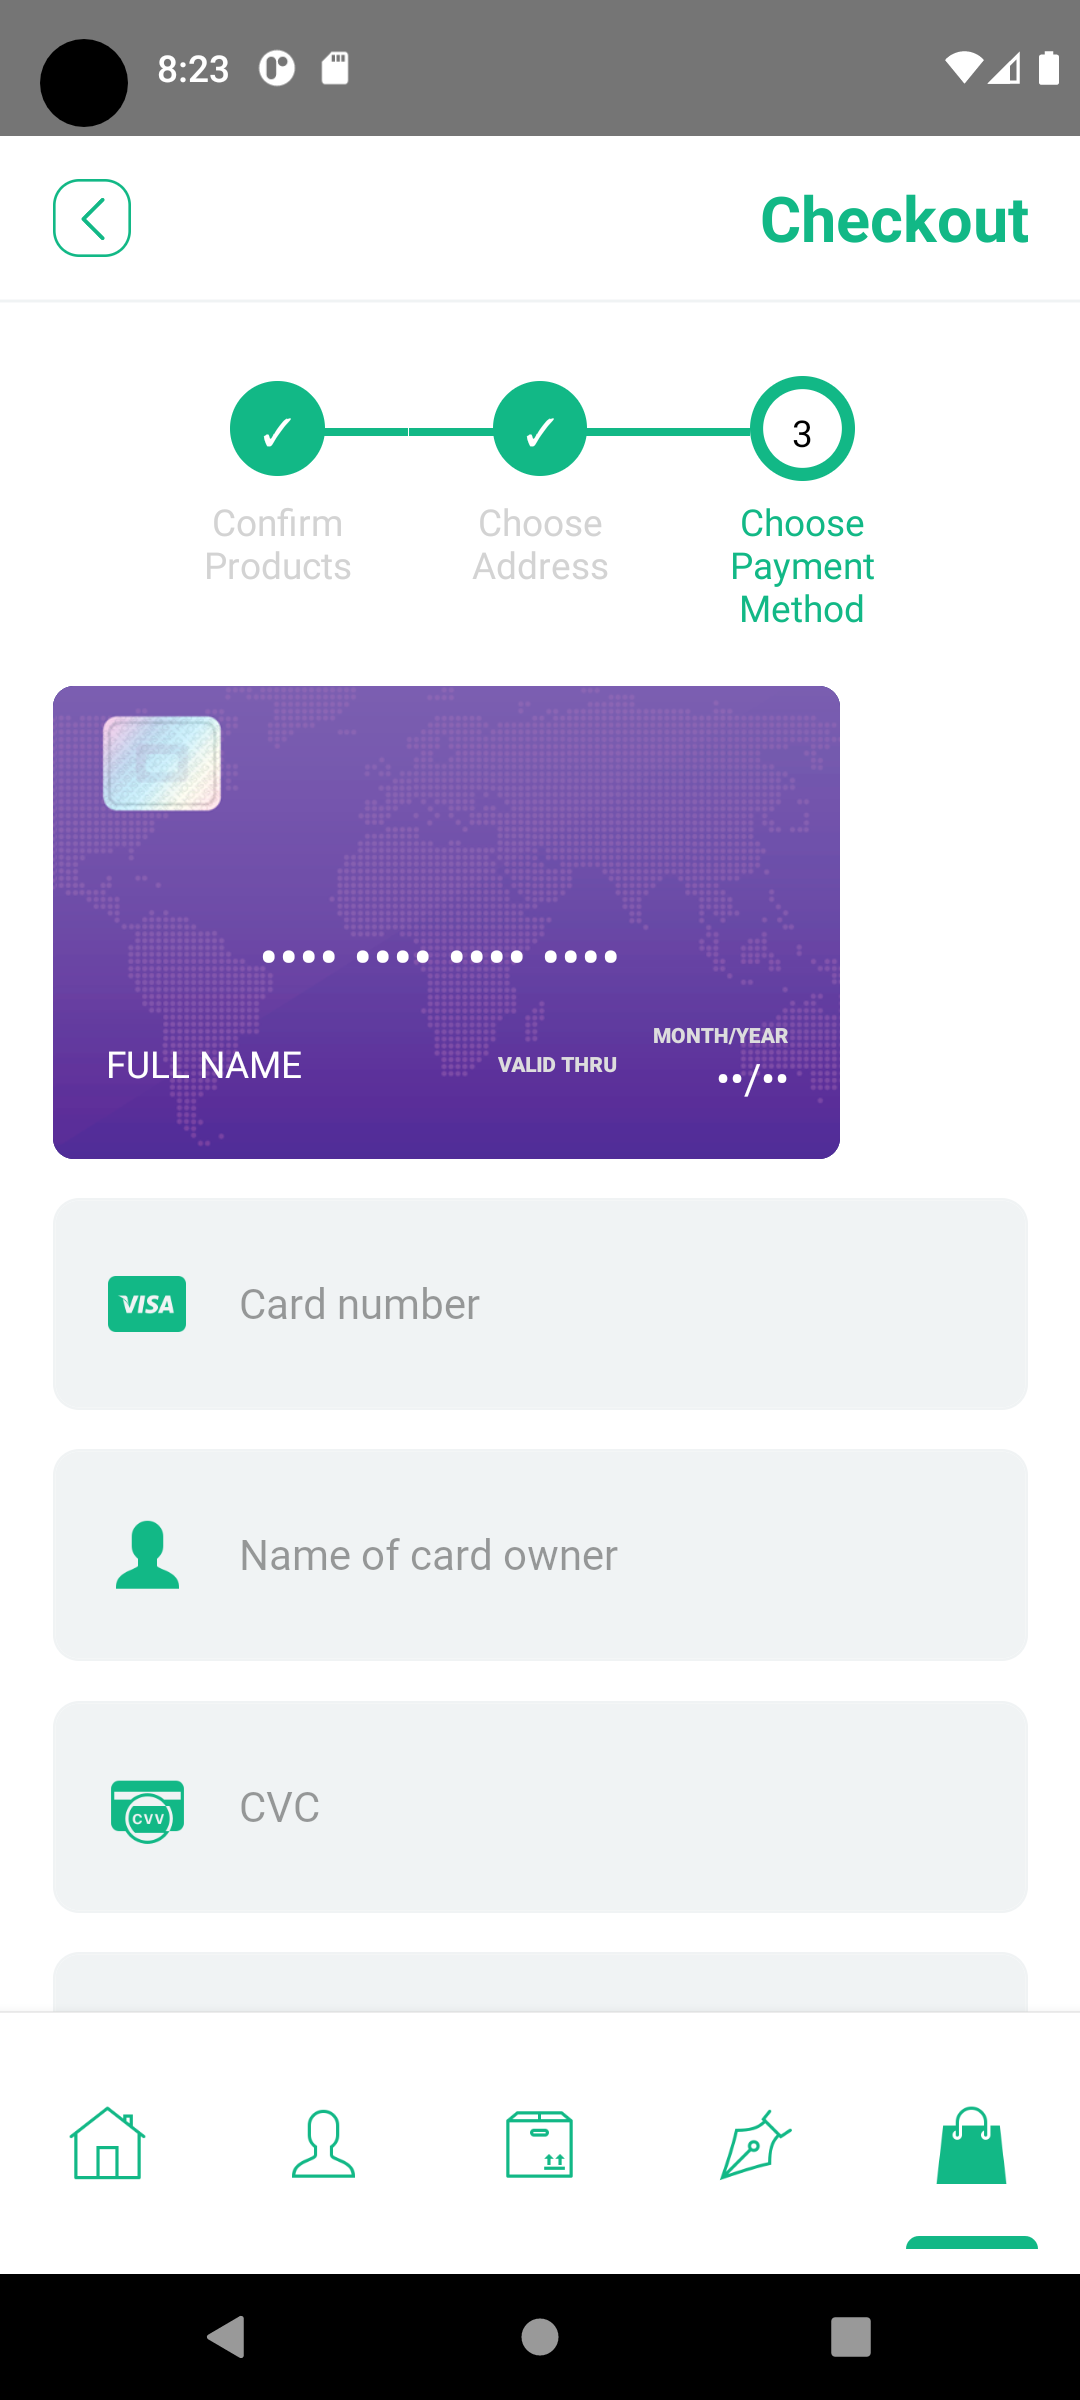 8:23
Checkout
✓ ✓ 3
Confirm Products
Choose Address
Choose Payment Method
•••• •••• •••• ••••
MONTH/YEAR
FULL NAME
VALID THRU
••/••
VISA
Card number
Name of card owner
CVV
CVC